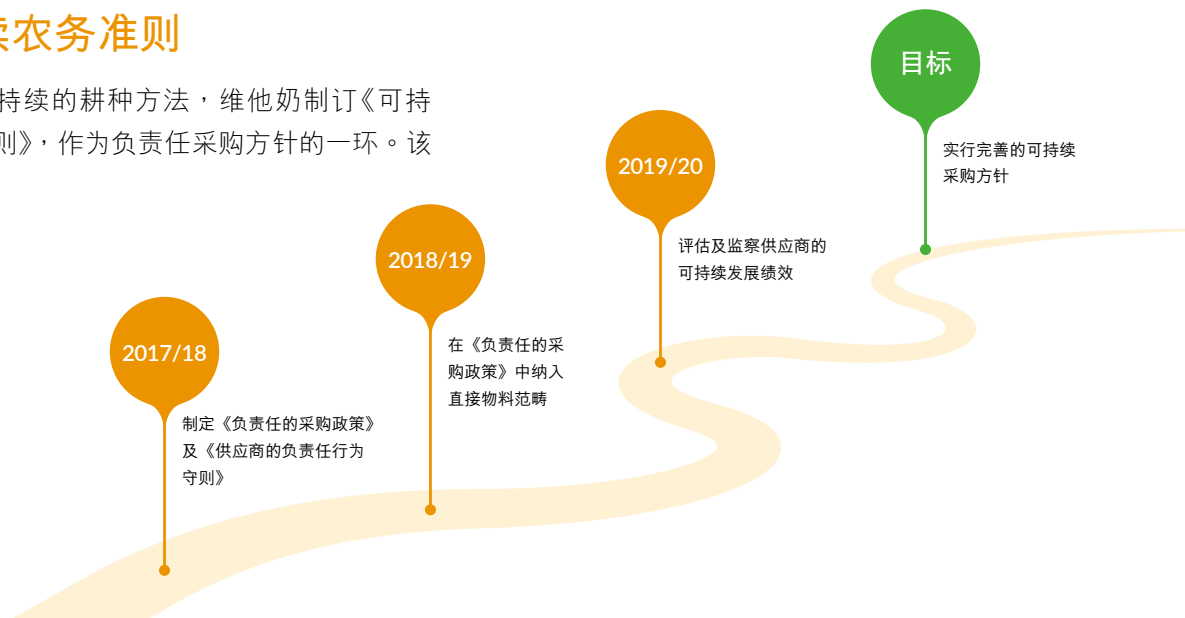 农务准则
持续的耕种方法，维他奶制订《可持
则》，作为负责任采购方针的一环。该
目标
实行完善的可持续
采购方针
2019/20
评估及监察供应商的
可持续发展绩效
2018/19
在《负责任的采
购政策》中纳入
直接物料范畴
2017/18
制定《负责任的采购政策》
及《供应商的负责任行为
守则》